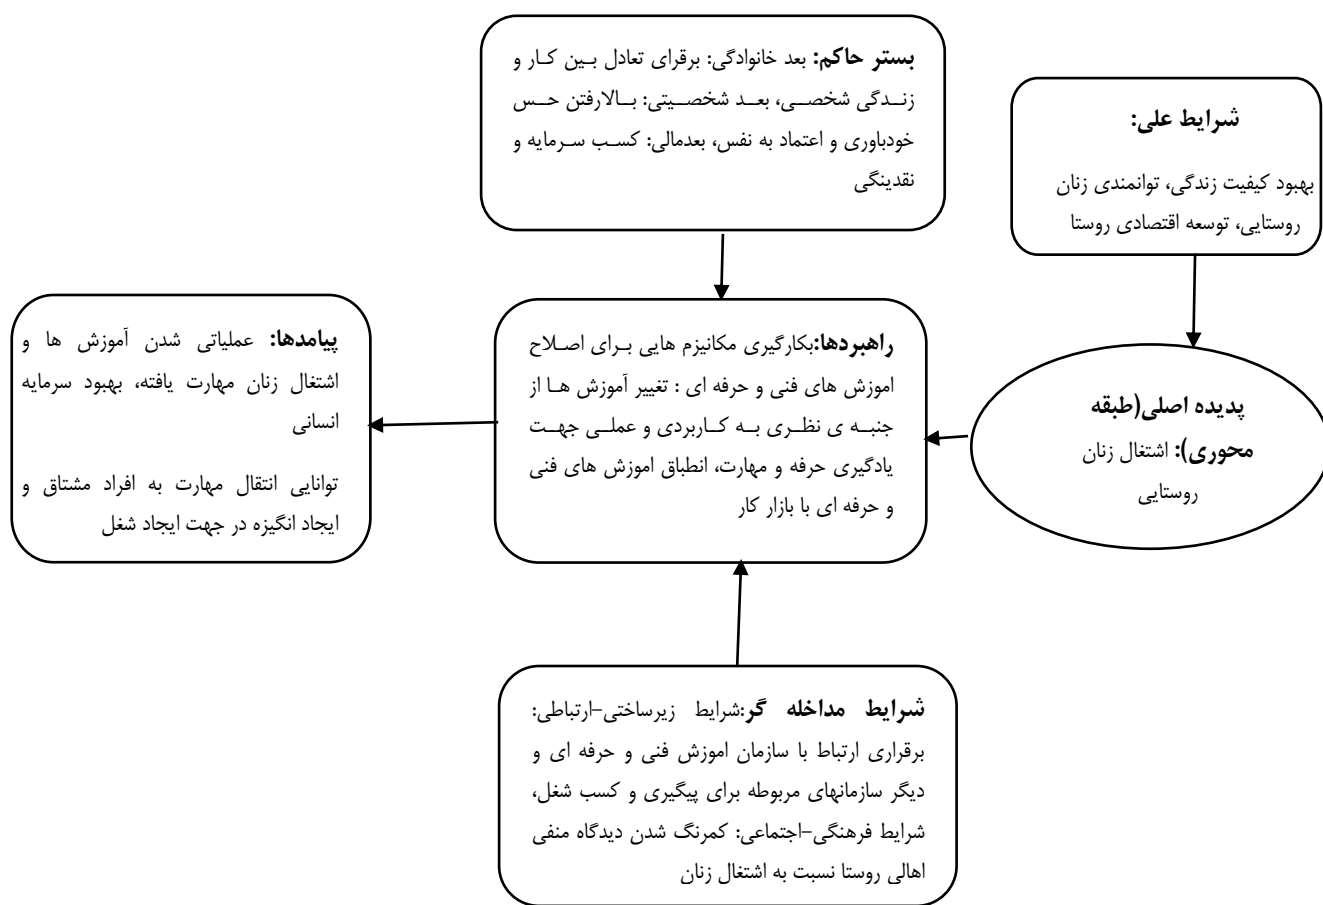 بستر حاکم: بعد خانوادگی: برقرای تعادل بین کار و
زندگی شخصی، بعد شخصیتی: بالارفتن حس
خودباوری و اعتماد به نفس، بعدمالی: کسب سرمایه و
نقدینگی
شرایط علی:
بهبود کیفیت زندگی، توانمندی زنان
روستایی، توسعه اقتصادی روستا
پدیده اصلی(طبقه
محوری): اشتغال زنان
روستایی
راهبردها:بکارگیری مکانیزم هایی برای اصلاح
اموزش های فنی و حرفه ای : تغییر آموزش ها از
جنبه ی نظری به کاربردی و عملی جهت
یادگیری حرفه و مهارت، انطباق اموزش های فنی
و حرفه ای با بازار کار
پیامدها: عملیاتی شدن آموزش ها و
اشتغال زنان مهارت یافته، بهبود سرمایه
انسانی
توانایی انتقال مهارت به افراد مشتاق و
ایجاد انگیزه در جهت ایجاد شغل
شرایط مداخله گر:شرایط زیرساختی-ارتباطی:
برقراری ارتباط با سازمان اموزش فنی و حرفه ای و
دیگر سازمانهای مربوطه برای پیگیری و کسب شغل،
شرایط فرهنگی-اجتماعی: کمرنگ شدن دیدگاه منفی
اهالی روستا نسبت به اشتغال زنان